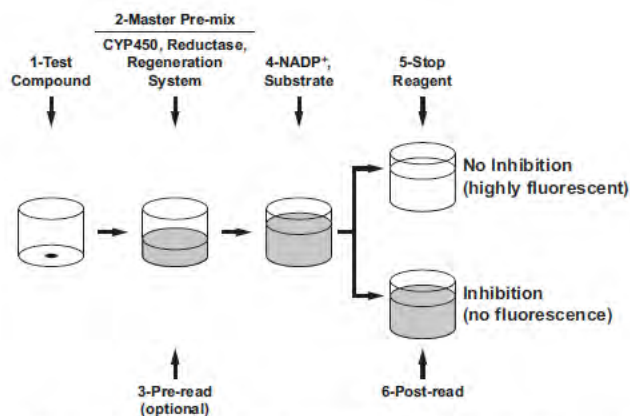 2-Master Pre-mix
CYP450, Reductase,
Regeneration
System
1-Test
Compound
4-NADP⁺,
Substrate
5-Stop
Reagent
No Inhibition
(highly fluorescent)
Inhibition
(no fluorescence)
3-Pre-read
(optional)
6-Post-read